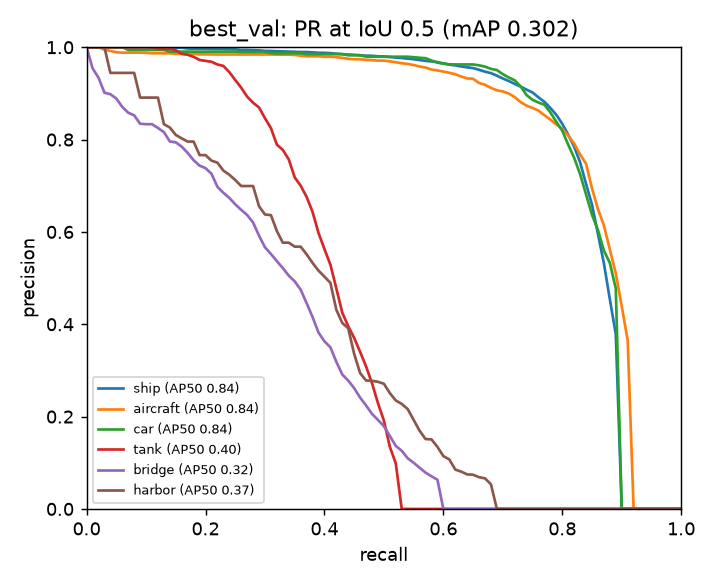 best_val: PR at IoU 0.5 (mAP 0.302)
precision
1.0
0.8
0.6
0.4
0.2
0.0
ship (AP50 0.84)
aircraft (AP50 0.84)
car (AP50 0.84)
tank (AP50 0.40)
bridge (AP50 0.32)
harbor (AP50 0.37)
0.0 0.2 0.4 0.6 0.8 1.0
recall